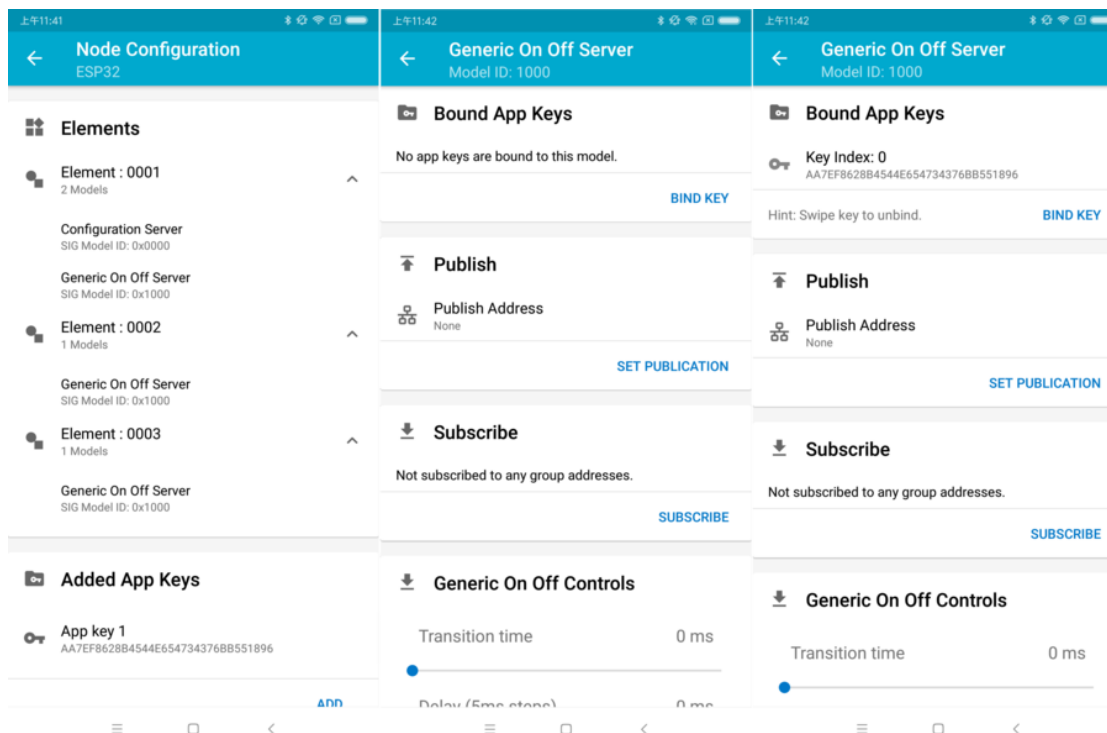 上午11:41
Node Configuration
ESP32
Elements
Element : 0001
2 Models
Configuration Server
SIG Model ID: 0x0000
Generic On Off Server
SIG Model ID: 0x1000
Element : 0002
1 Models
Generic On Off Server
SIG Model ID: 0x1000
Element : 0003
1 Models
Generic On Off Server
SIG Model ID: 0x1000
Added App Keys
App key 1
AA7EF8628B4544E654734376BB551896
ADD
上午11:42
Generic On Off Server
Model ID: 1000
Bound App Keys
No app keys are bound to this model.
BIND KEY
Publish
Publish Address
None
SET PUBLICATION
Subscribe
Not subscribed to any group addresses.
SUBSCRIBE
Generic On Off Controls
Transition time 0 ms
Delay (5ms steps) 0 ms
上午11:42
Generic On Off Server
Model ID: 1000
Bound App Keys
Key Index: 0
AA7EF8628B4544E654734376BB551896
Hint: Swipe key to unbind. BIND KEY
Publish
Publish Address
None
SET PUBLICATION
Subscribe
Not subscribed to any group addresses.
SUBSCRIBE
Generic On Off Controls
Transition time 0 ms